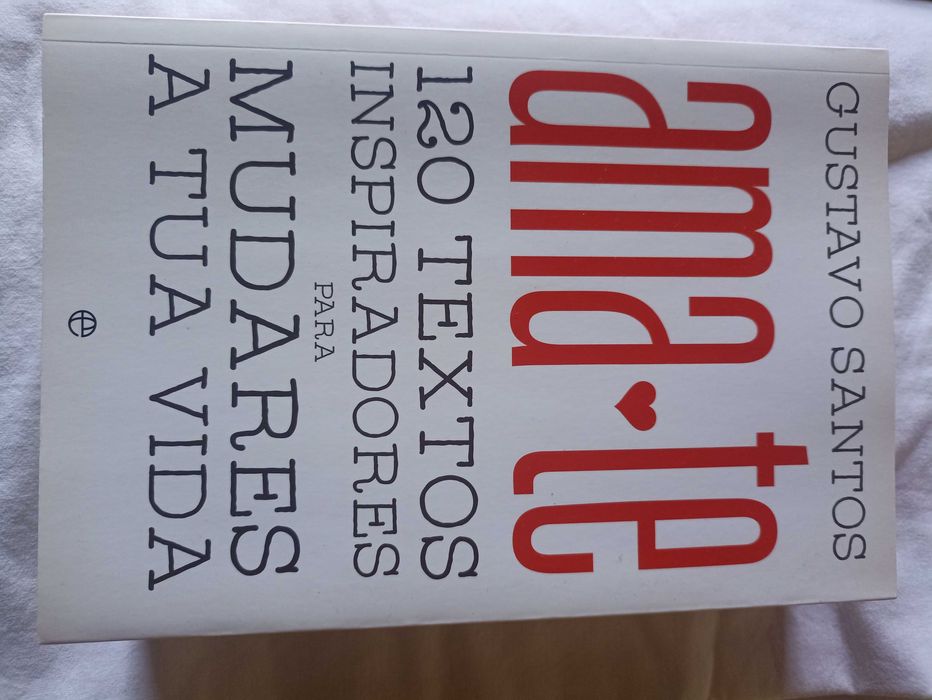 GUSTAVO SANTOS
ama♥te
120 TEXTOS
INSPIRADORES
PARA
MUDARES
A TUA VIDA